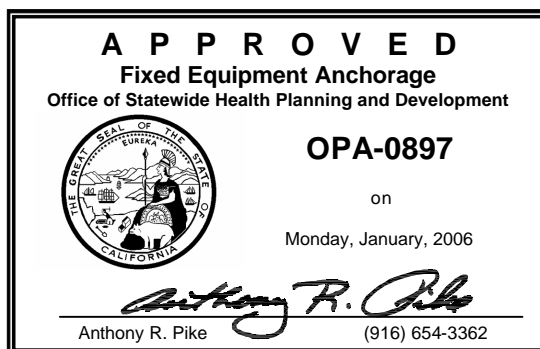 A P P R O V E D
Fixed Equipment Anchorage
Office of Statewide Health Planning and Development
THE GREAT SEAL OF THE STATE OF CALIFORNIA
EUREKA
OPA-0897
on
Monday, January, 2006
Anthony R. Pike
Anthony R. Pike
(916) 654-3362